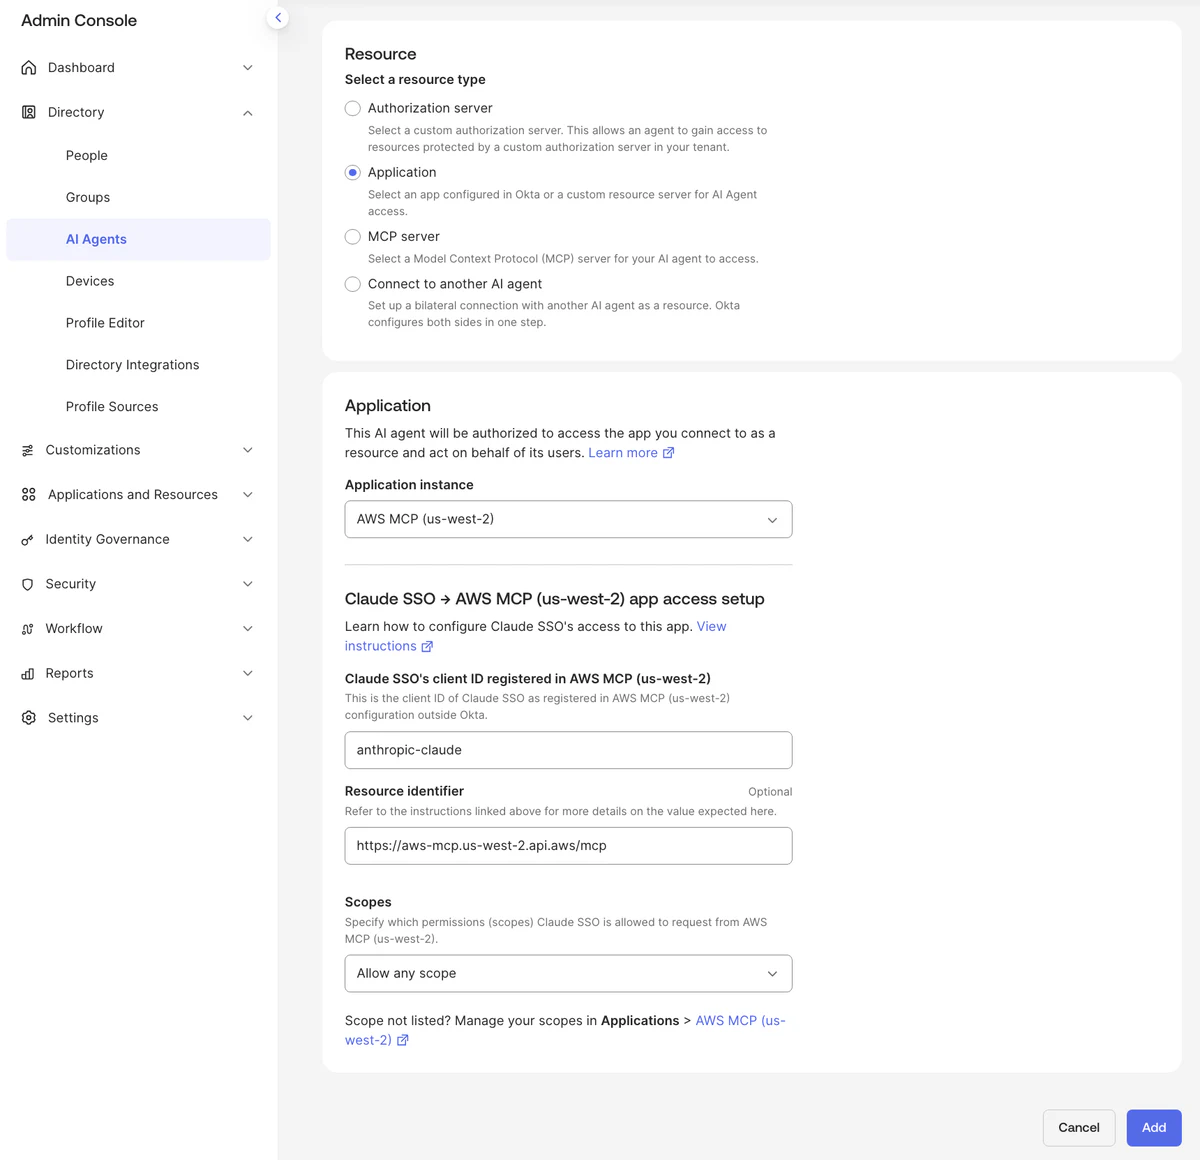 Admin Console
Dashboard
Directory
People
Groups
AI Agents
Devices
Profile Editor
Directory Integrations
Profile Sources
Customizations
Applications and Resources
Identity Governance
Security
Workflow
Reports
Settings
Resource
Select a resource type
Authorization server
Select a custom authorization server. This allows an agent to gain access to
resources protected by a custom authorization server in your tenant.
Application
Select an app configured in Okta or a custom resource server for AI Agent
access.
MCP server
Select a Model Context Protocol (MCP) server for your AI agent to access.
Connect to another AI agent
Set up a bilateral connection with another AI agent as a resource. Okta
configures both sides in one step.
Application
This AI agent will be authorized to access the app you connect to as a
resource and act on behalf of its users. Learn more
Application instance
AWS MCP (us-west-2)
Claude SSO → AWS MCP (us-west-2) app access setup
Learn how to configure Claude SSO's access to this app. View
instructions
Claude SSO's client ID registered in AWS MCP (us-west-2)
This is the client ID of Claude SSO as registered in AWS MCP (us-west-2)
configuration outside Okta.
anthropic-claude
Resource identifier Optional
Refer to the instructions linked above for more details on the value expected here.
https://aws-mcp.us-west-2.api.aws/mcp
Scopes
Specify which permissions (scopes) Claude SSO is allowed to request from AWS
MCP (us-west-2).
Allow any scope
Scope not listed? Manage your scopes in Applications > AWS MCP (us-
west-2)
Cancel
Add